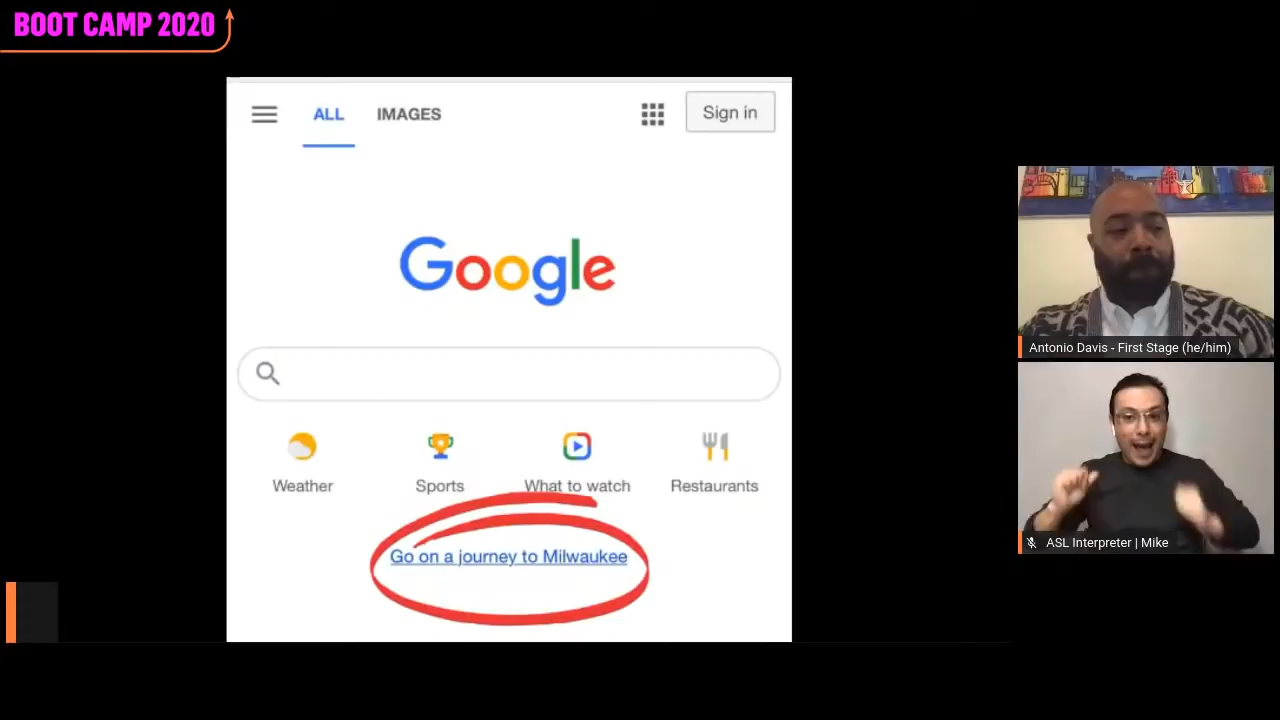 BOOT CAMP 2020
ALL IMAGES Sign in
Google
Weather Sports What to watch Restaurants
Go on a journey to Milwaukee
Antonio Davis - First Stage (he/him)
ASL Interpreter | Mike